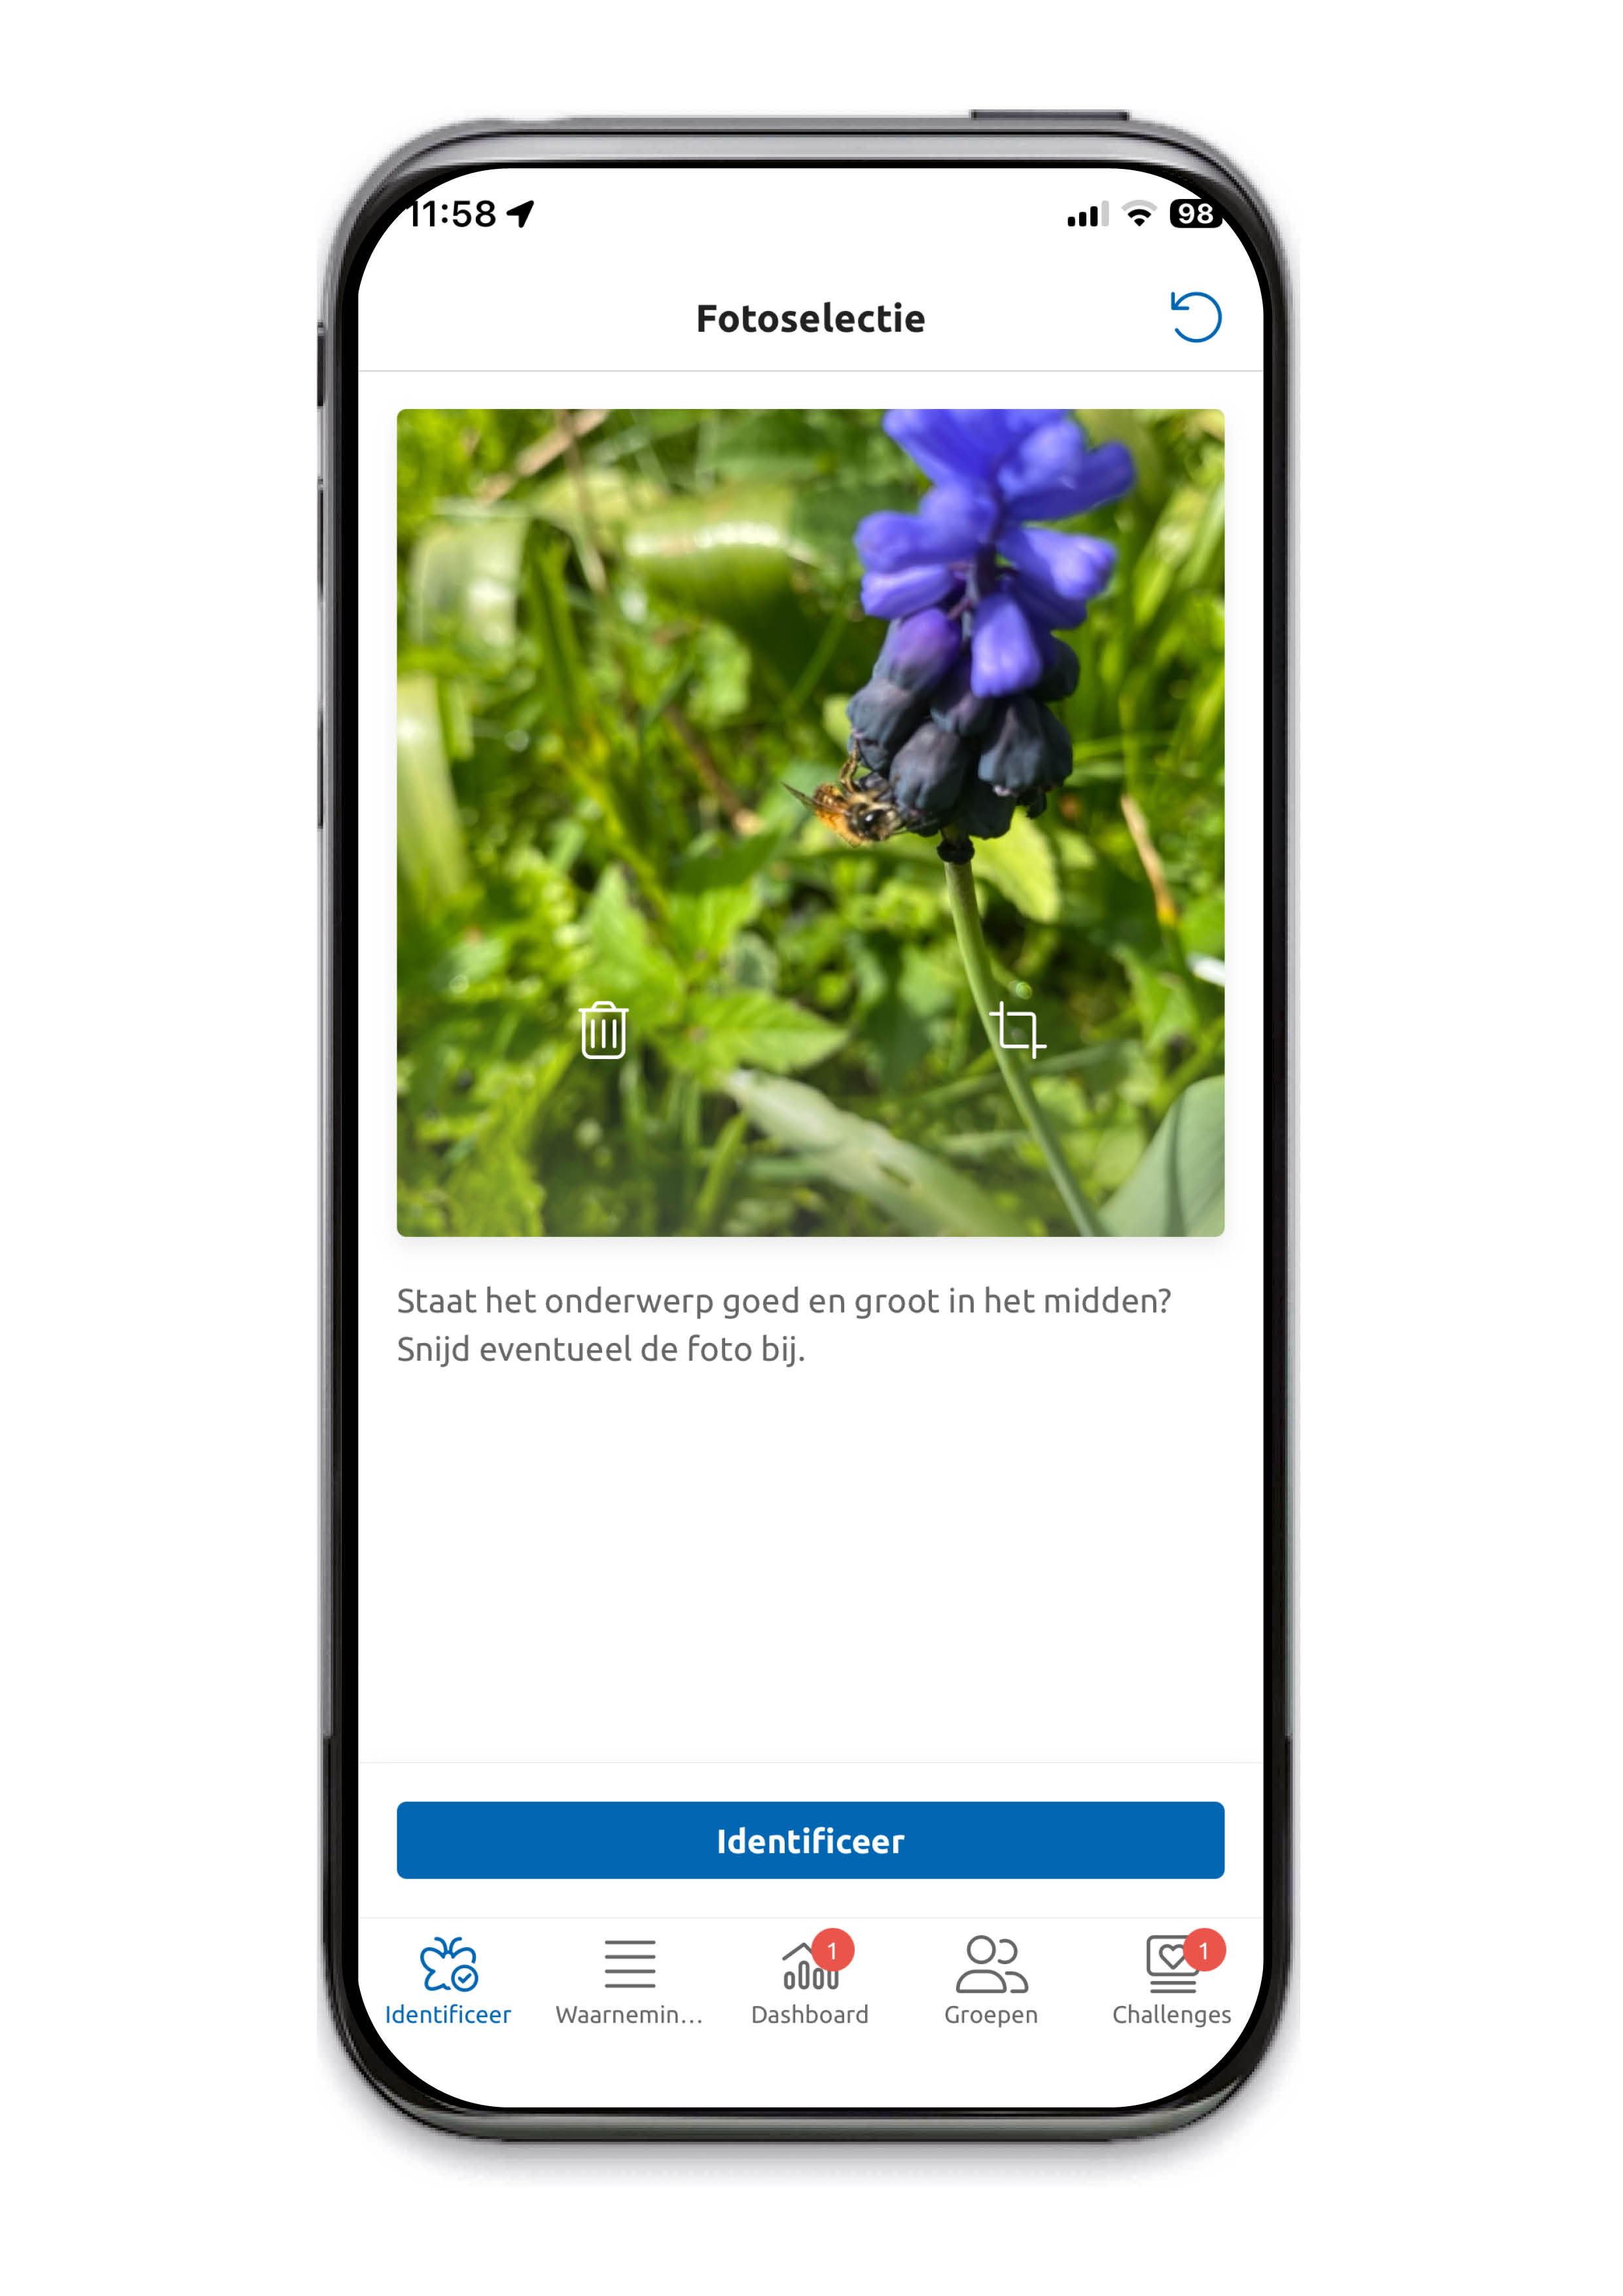 11:58
98
Fotoselectie
Staat het onderwerp goed en groot in het midden?
Snijd eventueel de foto bij.
Identificeer
1
1
Identificeer
Waarnemin...
Dashboard
Groepen
Challenges